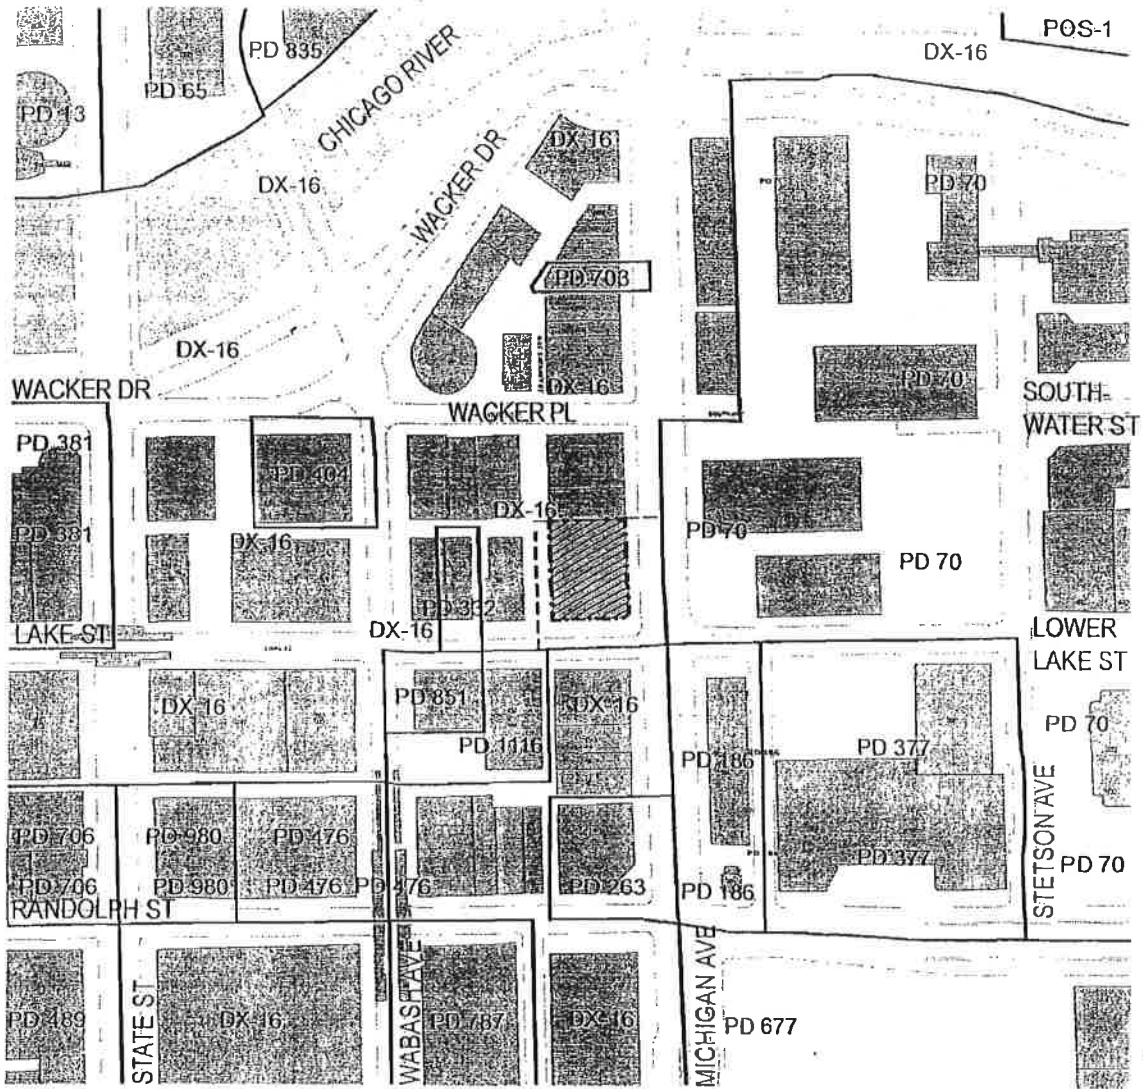 POS-1
PD 835
DX-16
PD 65
PD 13
CHICAGO RIVER
DX-16
WACKER DR
DX-16
PD 70
PD 703
DX-16
PD 70
WACKER DR
DX-16
WACKER PL
SOUTH-
WATER ST
PD 381
PD 404
DX-16
PD 381
DX-16
PD 70
PD 70
PD 332
DX-16
LAKE ST
LOWER
LAKE ST
PD 851
DX-16
DX-16
PD 70
PD 1116
PD 186
PD 377
PD 706
PD 980
PD 476
PD 377
PD 70
PD 706
PD 980
PD 476
PD 476
PD 263
PD 186
RANDOLPH ST
STETSON AVE
STATE ST
WABASH AVE
MICHIGAN AVE
PD 489
DX-16
PD 787
DX-16
PD 677